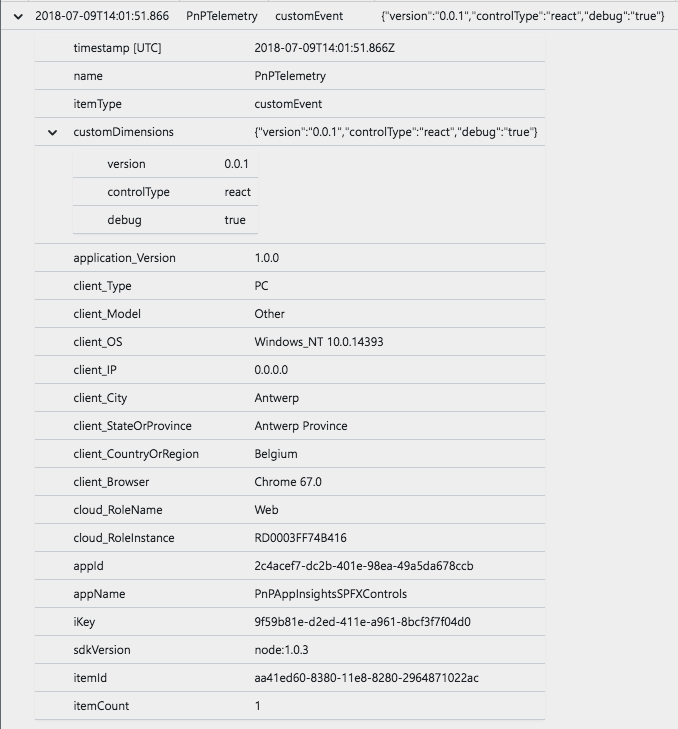 2018-07-09T14:01:51.866 PnPTelemetry customEvent {"version":"0.0.1","controlType":"react","debug":"true"}
timestamp [UTC] 2018-07-09T14:01:51.866Z
name PnPTelemetry
itemType customEvent
customDimensions {"version":"0.0.1","controlType":"react","debug":"true"}
version 0.0.1
controlType react
debug true
application_Version 1.0.0
client_Type PC
client_Model Other
client_OS Windows_NT 10.0.14393
client_IP 0.0.0.0
client_City Antwerp
client_StateOrProvince Antwerp Province
client_CountryOrRegion Belgium
client_Browser Chrome 67.0
cloud_RoleName Web
cloud_RoleInstance RD0003FF74B416
appId 2c4acef7-dc2b-401e-98ea-49a5da678ccb
appName PnPAppInsightsSPFXControls
iKey 9f59b81e-d2ed-411e-a961-8bcf3f7f04d0
sdkVersion node:1.0.3
itemId aa41ed60-8380-11e8-8280-2964871022ac
itemCount 1